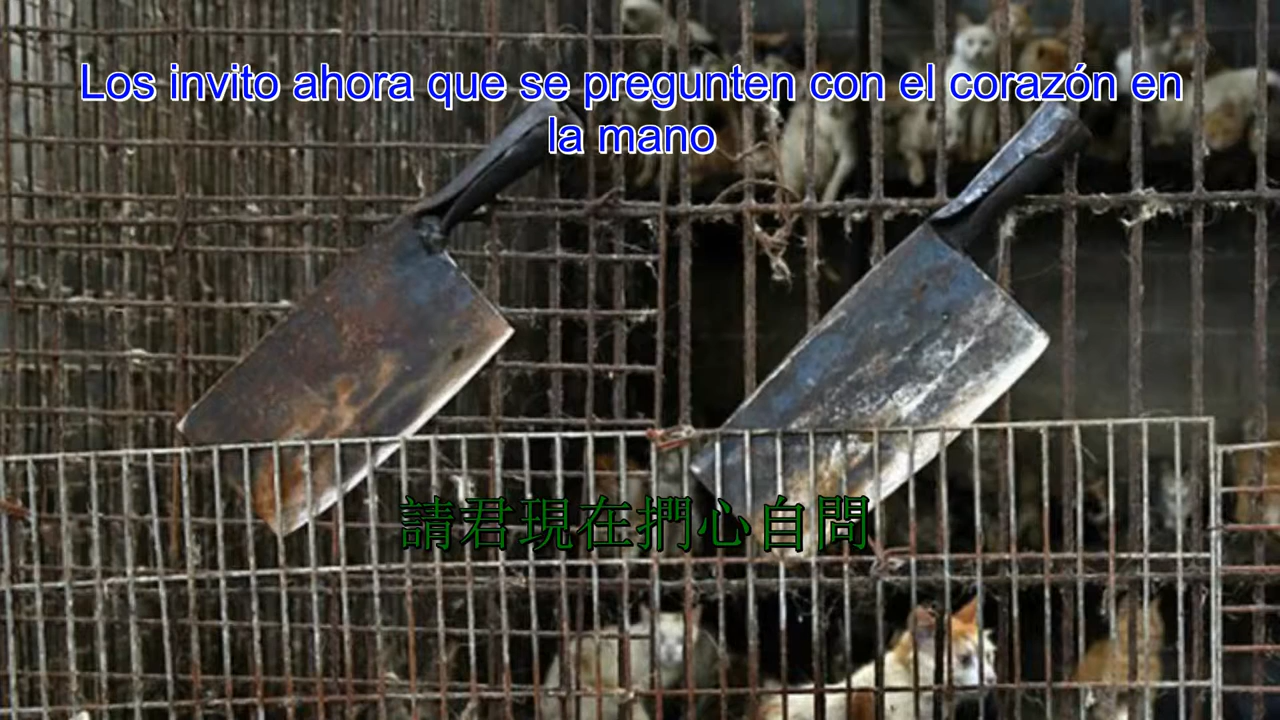 Los invito ahora que se pregunten con el corazón en
la mano
請君現在捫心自問